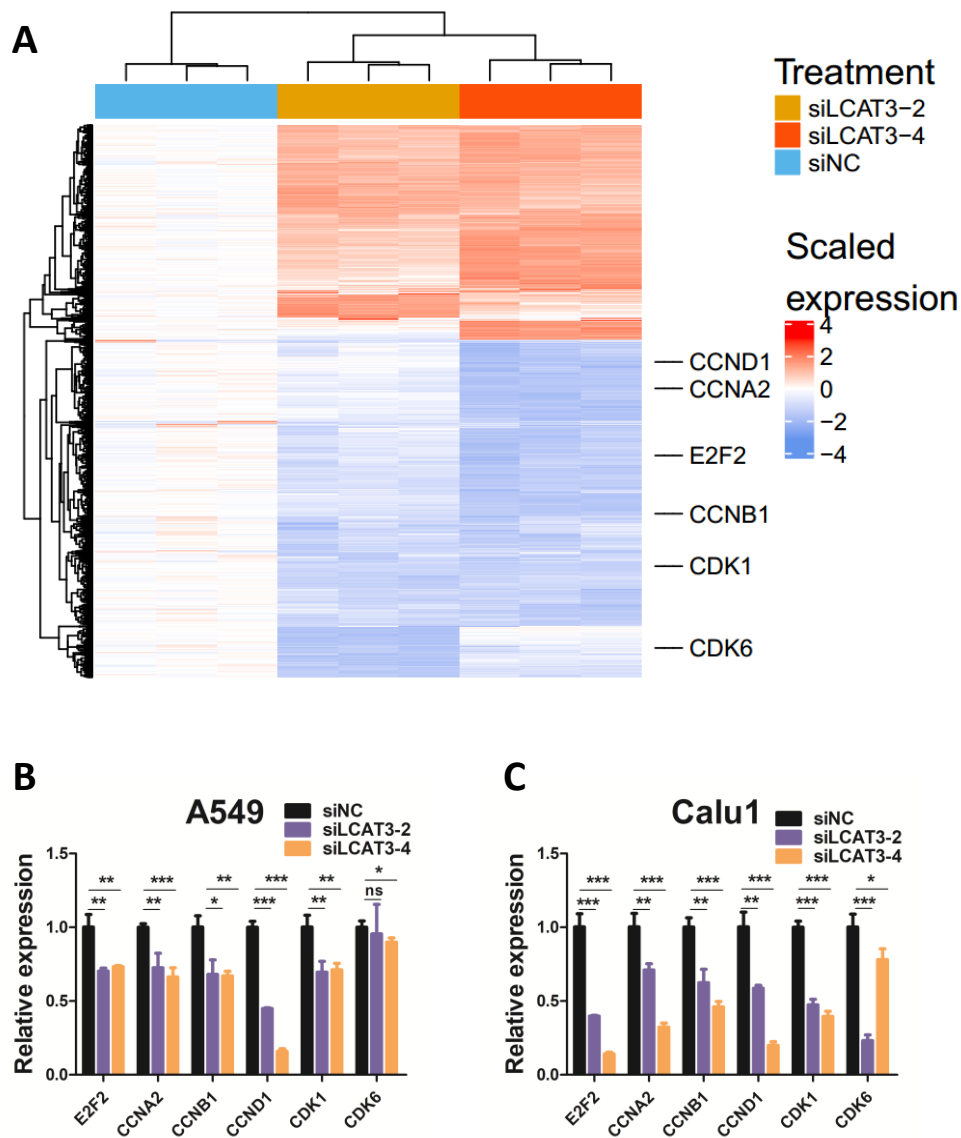 A
Treatment
siLCAT3−2
siLCAT3−4
siNC
Scaled
expression
4
2
0
−2
−4
CCND1
CCNA2
E2F2
CCNB1
CDK1
CDK6
B
A549
siNC
siLCAT3-2
siLCAT3-4
Relative expression
1.5
1.0
0.5
0.0
** *** ** *** ** *
** ** * *** ** ns
E2F2 CCNA2 CCNB1 CCND1 CDK1 CDK6
C
Calu1
siNC
siLCAT3-2
siLCAT3-4
Relative expression
1.5
1.0
0.5
0.0
*** *** *** *** *** *
*** ** ** ** *** ***
E2F2 CCNA2 CCNB1 CCND1 CDK1 CDK6